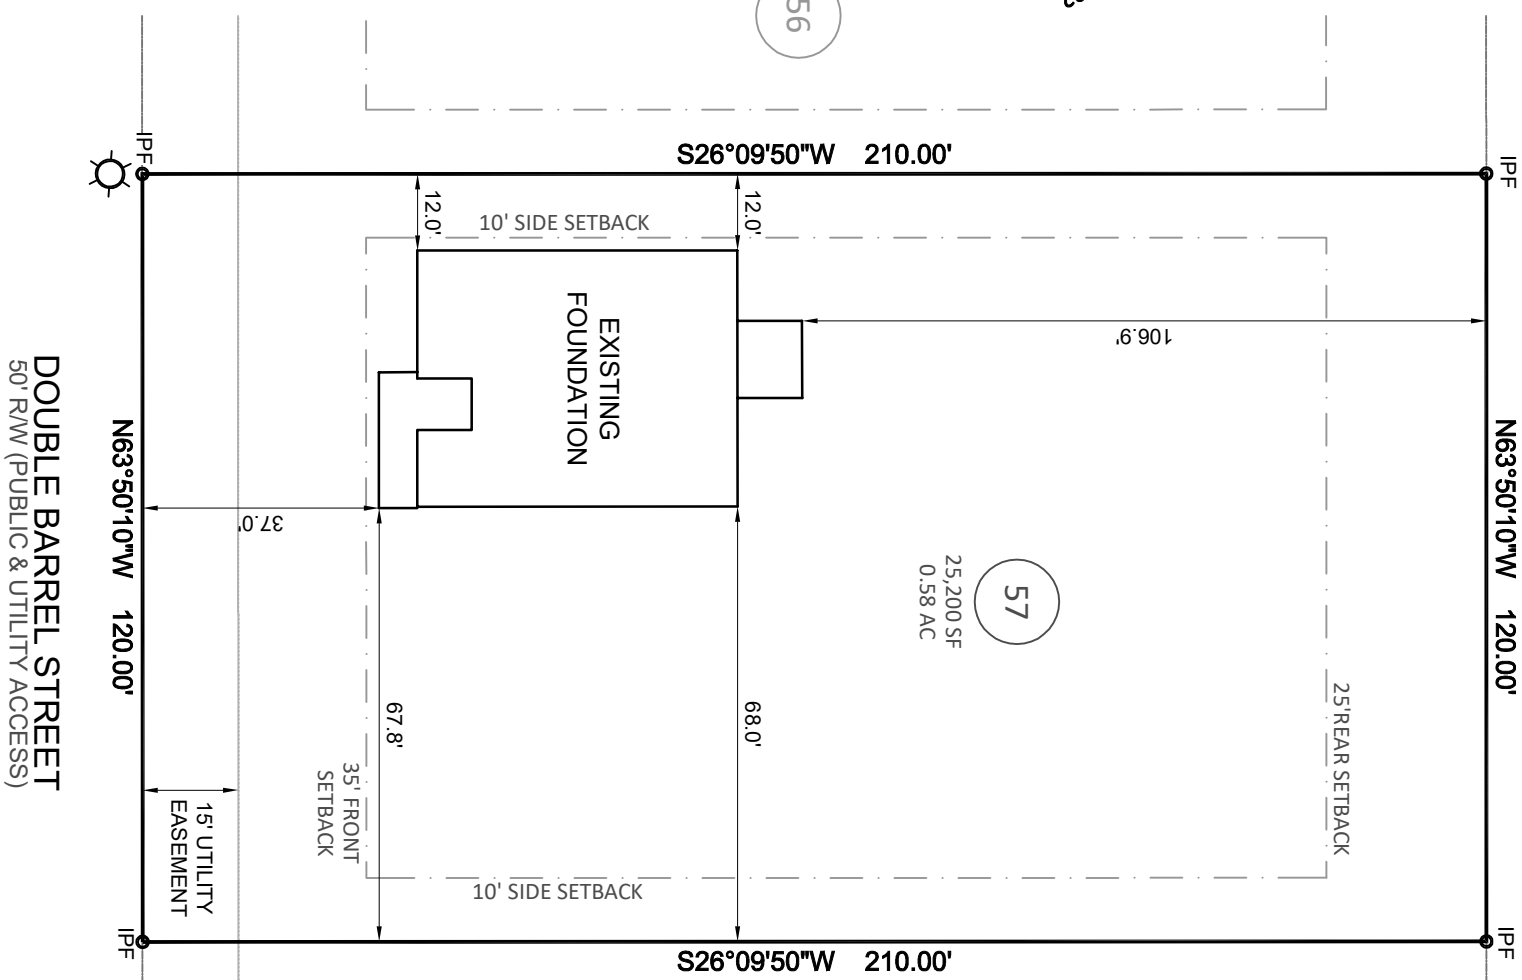 56
IPF
S26°09'50"W 210.00'
IPF
12.0'
10' SIDE SETBACK
12.0'
EXISTING
FOUNDATION
106.9'
37.0'
N63°50'10"W 120.00'
DOUBLE BARREL STREET
50' R/W (PUBLIC & UTILITY ACCESS)
57
25,200 SF
0.58 AC
N63°50'10"W 120.00'
67.8'
68.0'
25'REAR SETBACK
35' FRONT
SETBACK
15' UTILITY
EASEMENT
10' SIDE SETBACK
IPF
S26°09'50"W 210.00'
IPF